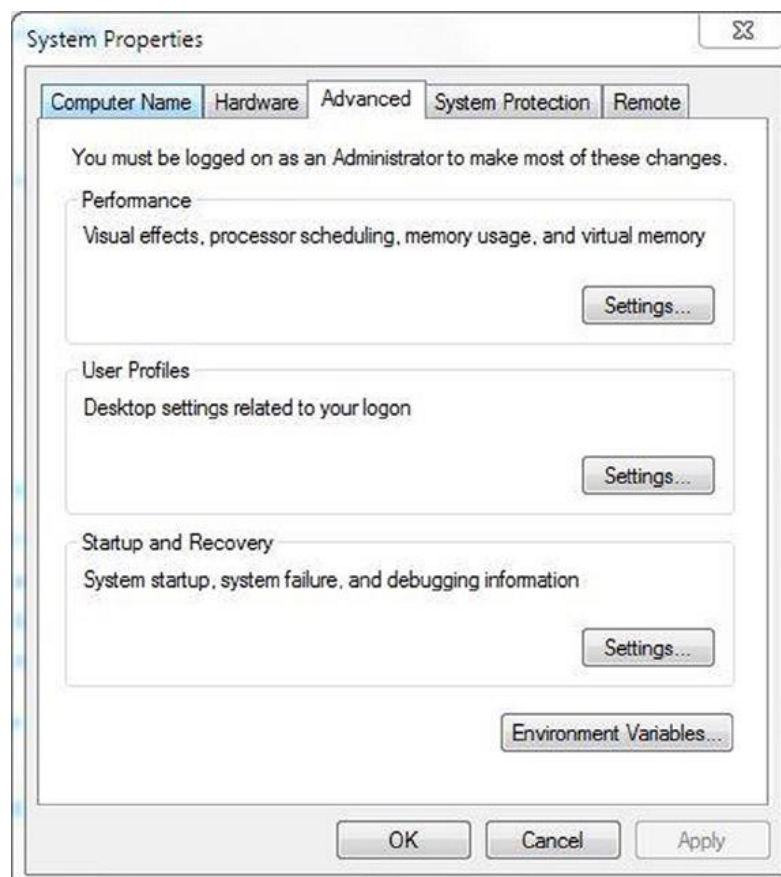 System Properties
Computer Name Hardware Advanced System Protection Remote
You must be logged on as an Administrator to make most of these changes.
Performance
Visual effects, processor scheduling, memory usage, and virtual memory
Settings...
User Profiles
Desktop settings related to your logon
Settings...
Startup and Recovery
System startup, system failure, and debugging information
Settings...
Environment Variables...
OK Cancel Apply